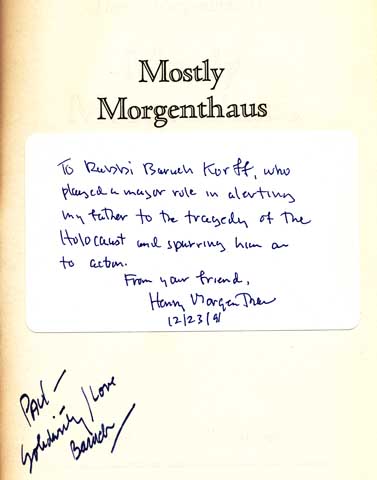 Mostly
Morgenthaus
To Rabbi Baruch Korff, who
played a major role in alerting
my father to the tragedy of the
Holocaust and spurring him on
to action.
From your friend,
Henry Morgenthau
12/23/91
PAUL —
Solidarity/Love
Baruch